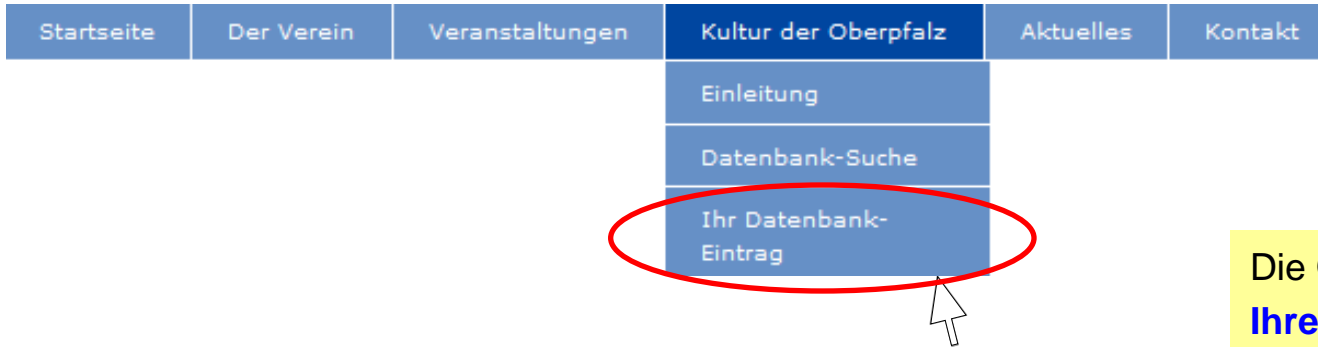 Startseite Der Verein Veranstaltungen Kultur der Oberpfalz Aktuelles Kontakt
Einleitung
Datenbank-Suche
Ihr Datenbank-
Eintrag
Die
Ihre